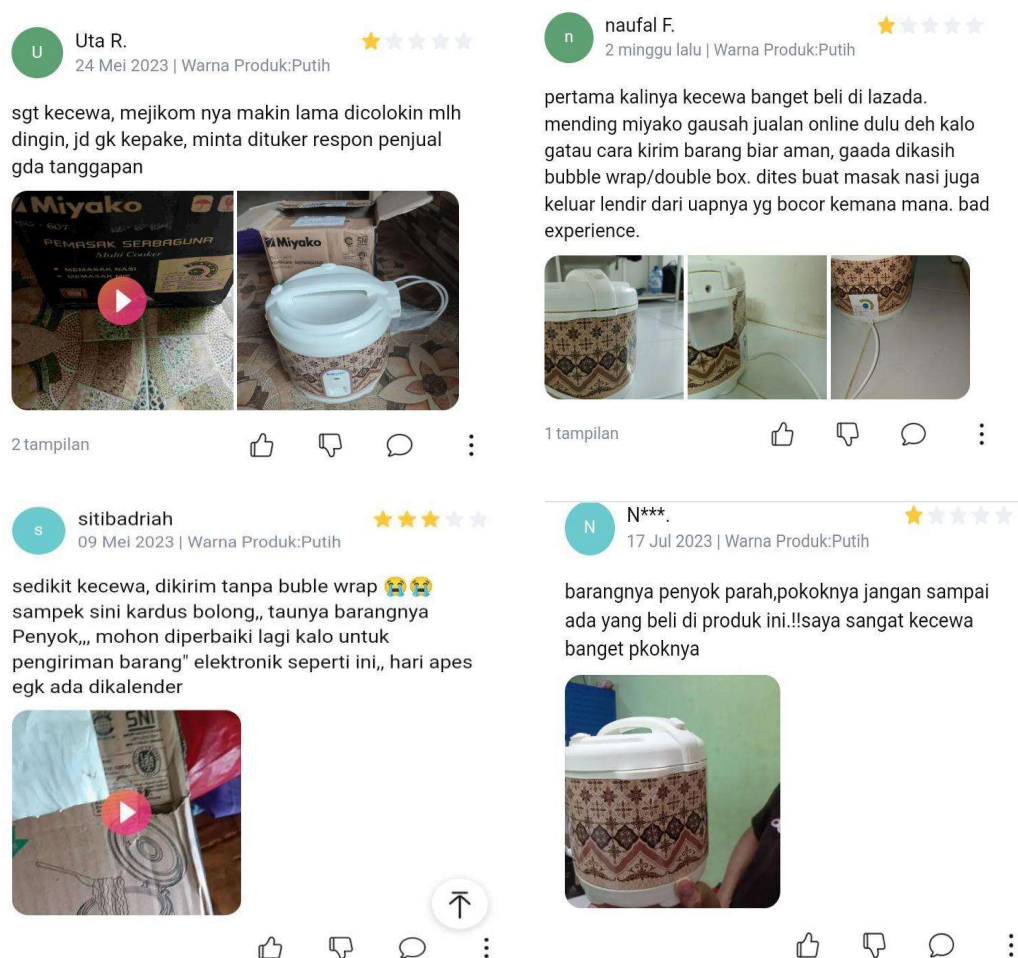 U
Uta R.
24 Mei 2023 | Warna Produk:Putih
sgt kecewa, mejikom nya makin lama dicolokin mlh
dingin, jd gk kepake, minta dituker respon penjual
gda tanggapan
Miyako
607
PEMASAK SERBAGUNA
Multi Cooker
MEMASAK NASI
Miyako
SNI
2 tampilan
n
naufal F.
2 minggu lalu | Warna Produk:Putih
pertama kalinya kecewa banget beli di lazada.
mending miyako gausah jualan online dulu deh kalo
gatau cara kirim barang biar aman, gaada dikasih
bubble wrap/double box. dites buat masak nasi juga
keluar lendir dari uapnya yg bocor kemana mana. bad
experience.
1 tampilan
s
sitibadriah
09 Mei 2023 | Warna Produk:Putih
sedikit kecewa, dikirim tanpa buble wrap 😭😭
sampek sini kardus bolong,, taunya barangnya
Penyok,,, mohon diperbaiki lagi kalo untuk
pengiriman barang" elektronik seperti ini,, hari apes
egk ada dikalender
SNI
N
N***.
17 Jul 2023 | Warna Produk:Putih
barangnya penyok parah,pokoknya jangan sampai
ada yang beli di produk ini.!!saya sangat kecewa
banget pkoknya